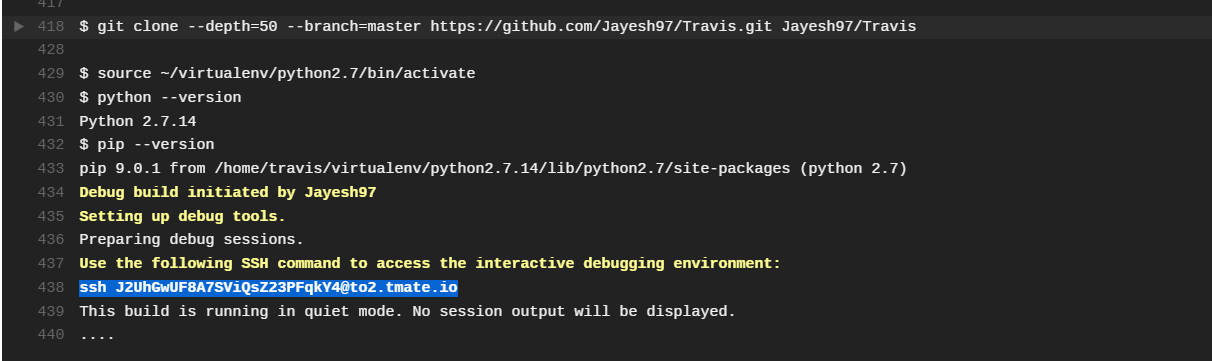 417
418 $ git clone --depth=50 --branch=master https://github.com/Jayesh97/Travis.git Jayesh97/Travis
428
429 $ source ~/virtualenv/python2.7/bin/activate
430 $ python --version
431 Python 2.7.14
432 $ pip --version
433 pip 9.0.1 from /home/travis/virtualenv/python2.7.14/lib/python2.7/site-packages (python 2.7)
434 Debug build initiated by Jayesh97
435 Setting up debug tools.
436 Preparing debug sessions.
437 Use the following SSH command to access the interactive debugging environment:
438 ssh J2UhGwUF8A7SViQsZ23PFqkY4@to2.tmate.io
439 This build is running in quiet mode. No session output will be displayed.
440 ....